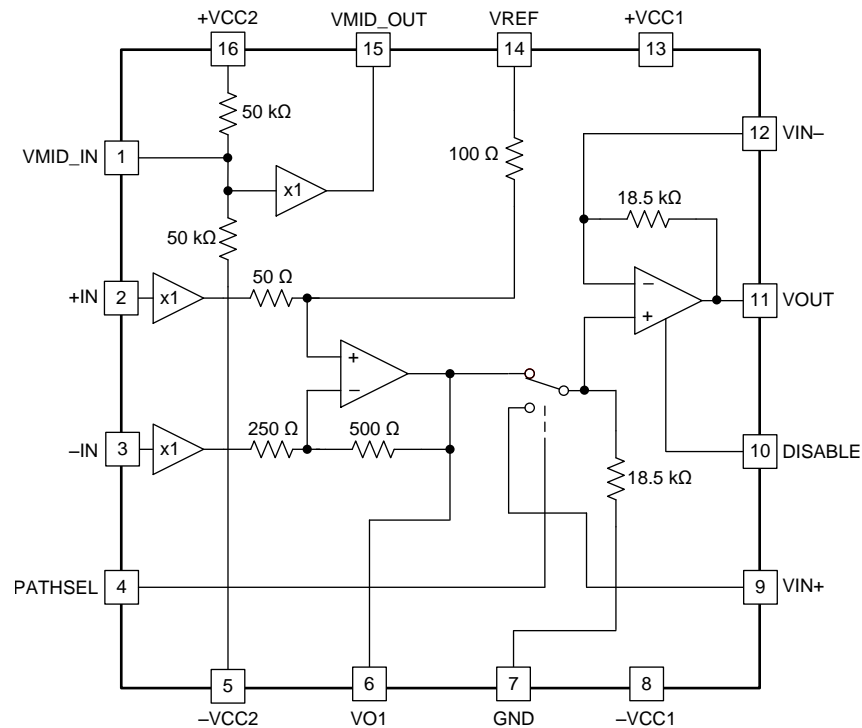 +VCC2 VMID_OUT VREF +VCC1
16 15 14 13
50 kΩ
12 VIN–
VMID_IN 1
100 Ω
x1
18.5 kΩ
50 kΩ
50 Ω
+IN 2 x1
–
11 VOUT
+
+
–
250 Ω 500 Ω
–IN 3 x1
10 DISABLE
18.5 kΩ
PATHSEL 4
9 VIN+
5 6 7 8
–VCC2 VO1 GND –VCC1